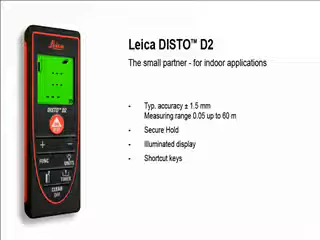 Leica DISTO™ D2
The small partner - for indoor applications
- Typ. accuracy ± 1.5 mm
Measuring range 0.05 up to 60 m
- Secure Hold
- Illuminated display
- Shortcut keys
Leica
DISTO™ D2
FUNC
UNITS
TIMER
CLEAR
OFF